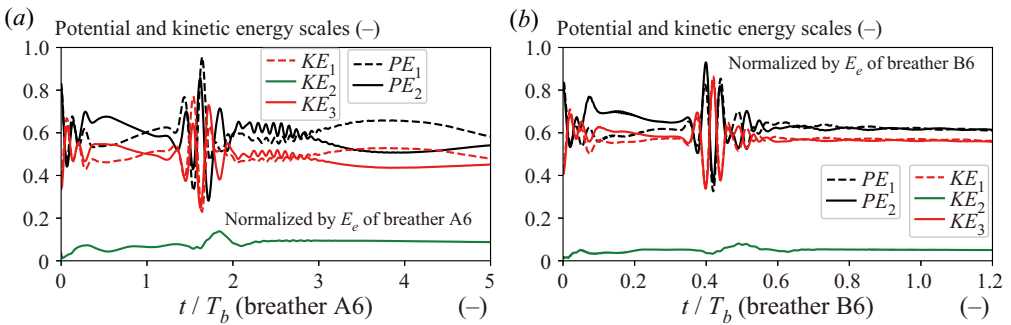 (a) Potential and kinetic energy scales (–)
1.0
0.8
0.6
0.4
0.2
0
KE1 PE1
KE2 PE2
KE3
Normalized by Ee of breather A6
0 1 2 3 4 5
t / Tb (breather A6) (–)
(b) Potential and kinetic energy scales (–)
1.0
0.8
0.6
0.4
0.2
0
Normalized by Ee of breather B6
PE1 KE1
PE2 KE2
KE3
0 0.2 0.4 0.6 0.8 1.0 1.2
t / Tb (breather B6) (–)